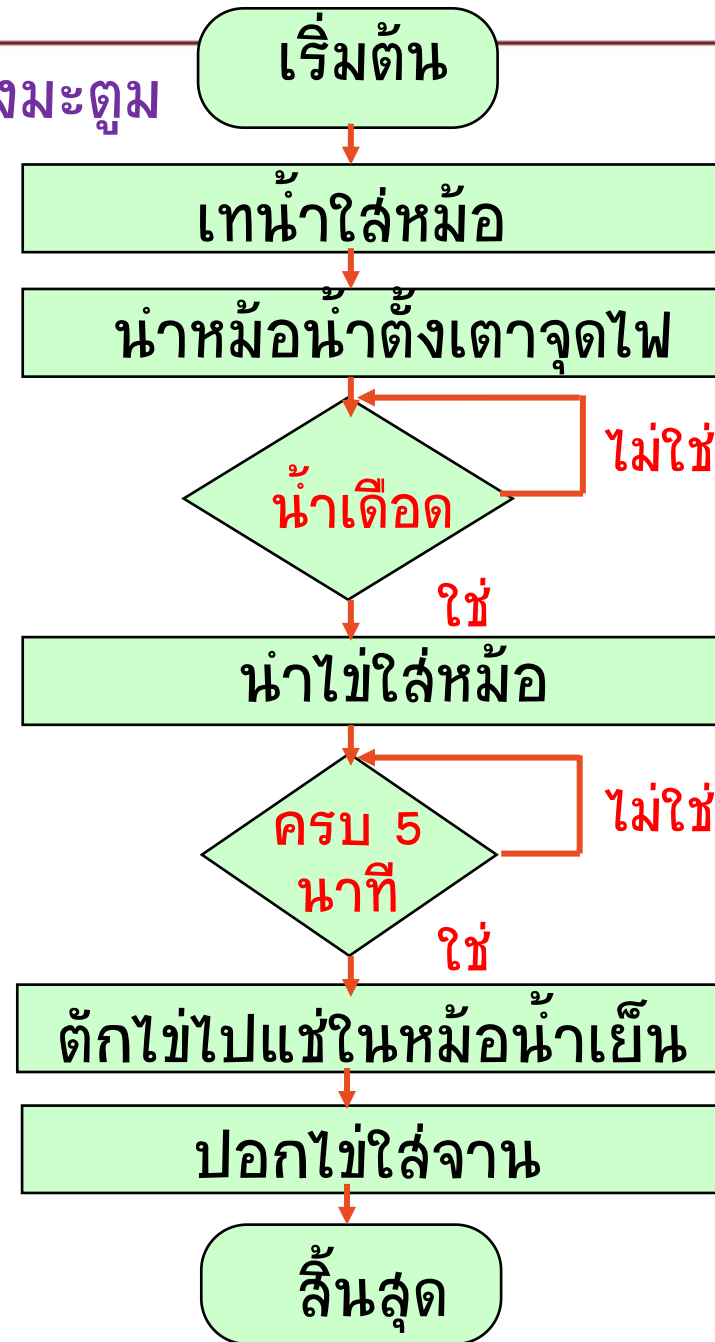 เริ่มต้น
มะตูม
เทน้ำใส่หม้อ
นำหม้อน้ำตั้งเตาจุดไฟ
ไม่ใช่
น้ำเดือด
ใช่
นำไข่ใส่หม้อ
ไม่ใช่
ครบ 5
นาที
ใช่
ตักไข่ไปแช่ในหม้อน้ำเย็น
ปอกไข่ใส่จาน
สิ้นสุด